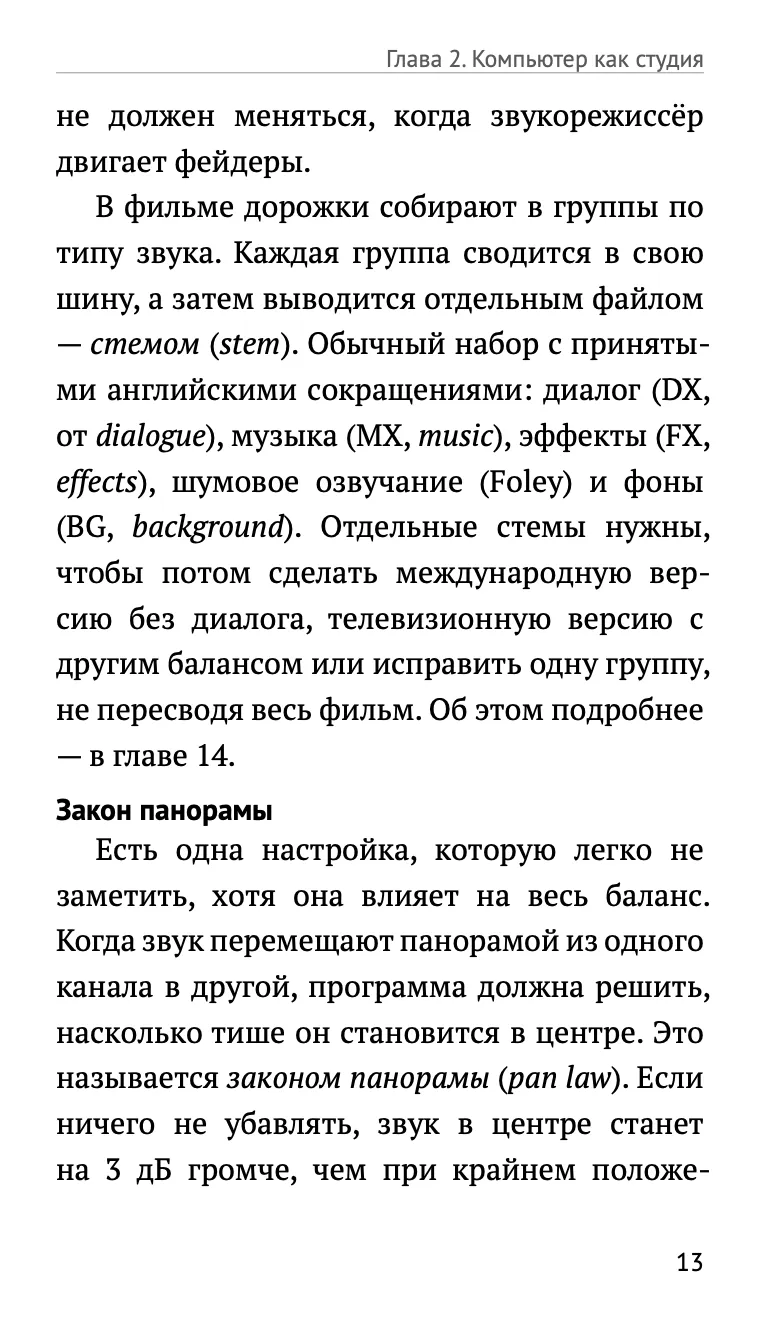 Глава 2. Компьютер как студия
не должен меняться, когда звукорежиссёр
двигает фейдеры.
В фильме дорожки собирают в группы по
типу звука. Каждая группа сводится в свою
шину, а затем выводится отдельным файлом
— стемом (stem). Обычный набор с приняты-
ми английскими сокращениями: диалог (DX,
от dialogue), музыка (MX, music), эффекты (FX,
effects), шумовое озвучание (Foley) и фоны
(BG, background). Отдельные стемы нужны,
чтобы потом сделать международную вер-
сию без диалога, телевизионную версию с
другим балансом или исправить одну группу,
не пересводя весь фильм. Об этом подробнее
— в главе 14.
Закон панорамы
Есть одна настройка, которую легко не
заметить, хотя она влияет на весь баланс.
Когда звук перемещают панорамой из одного
канала в другой, программа должна решить,
насколько тише он становится в центре. Это
называется законом панорамы (pan law). Если
ничего не убавлять, звук в центре станет
на 3 дБ громче, чем при крайнем положе-
13